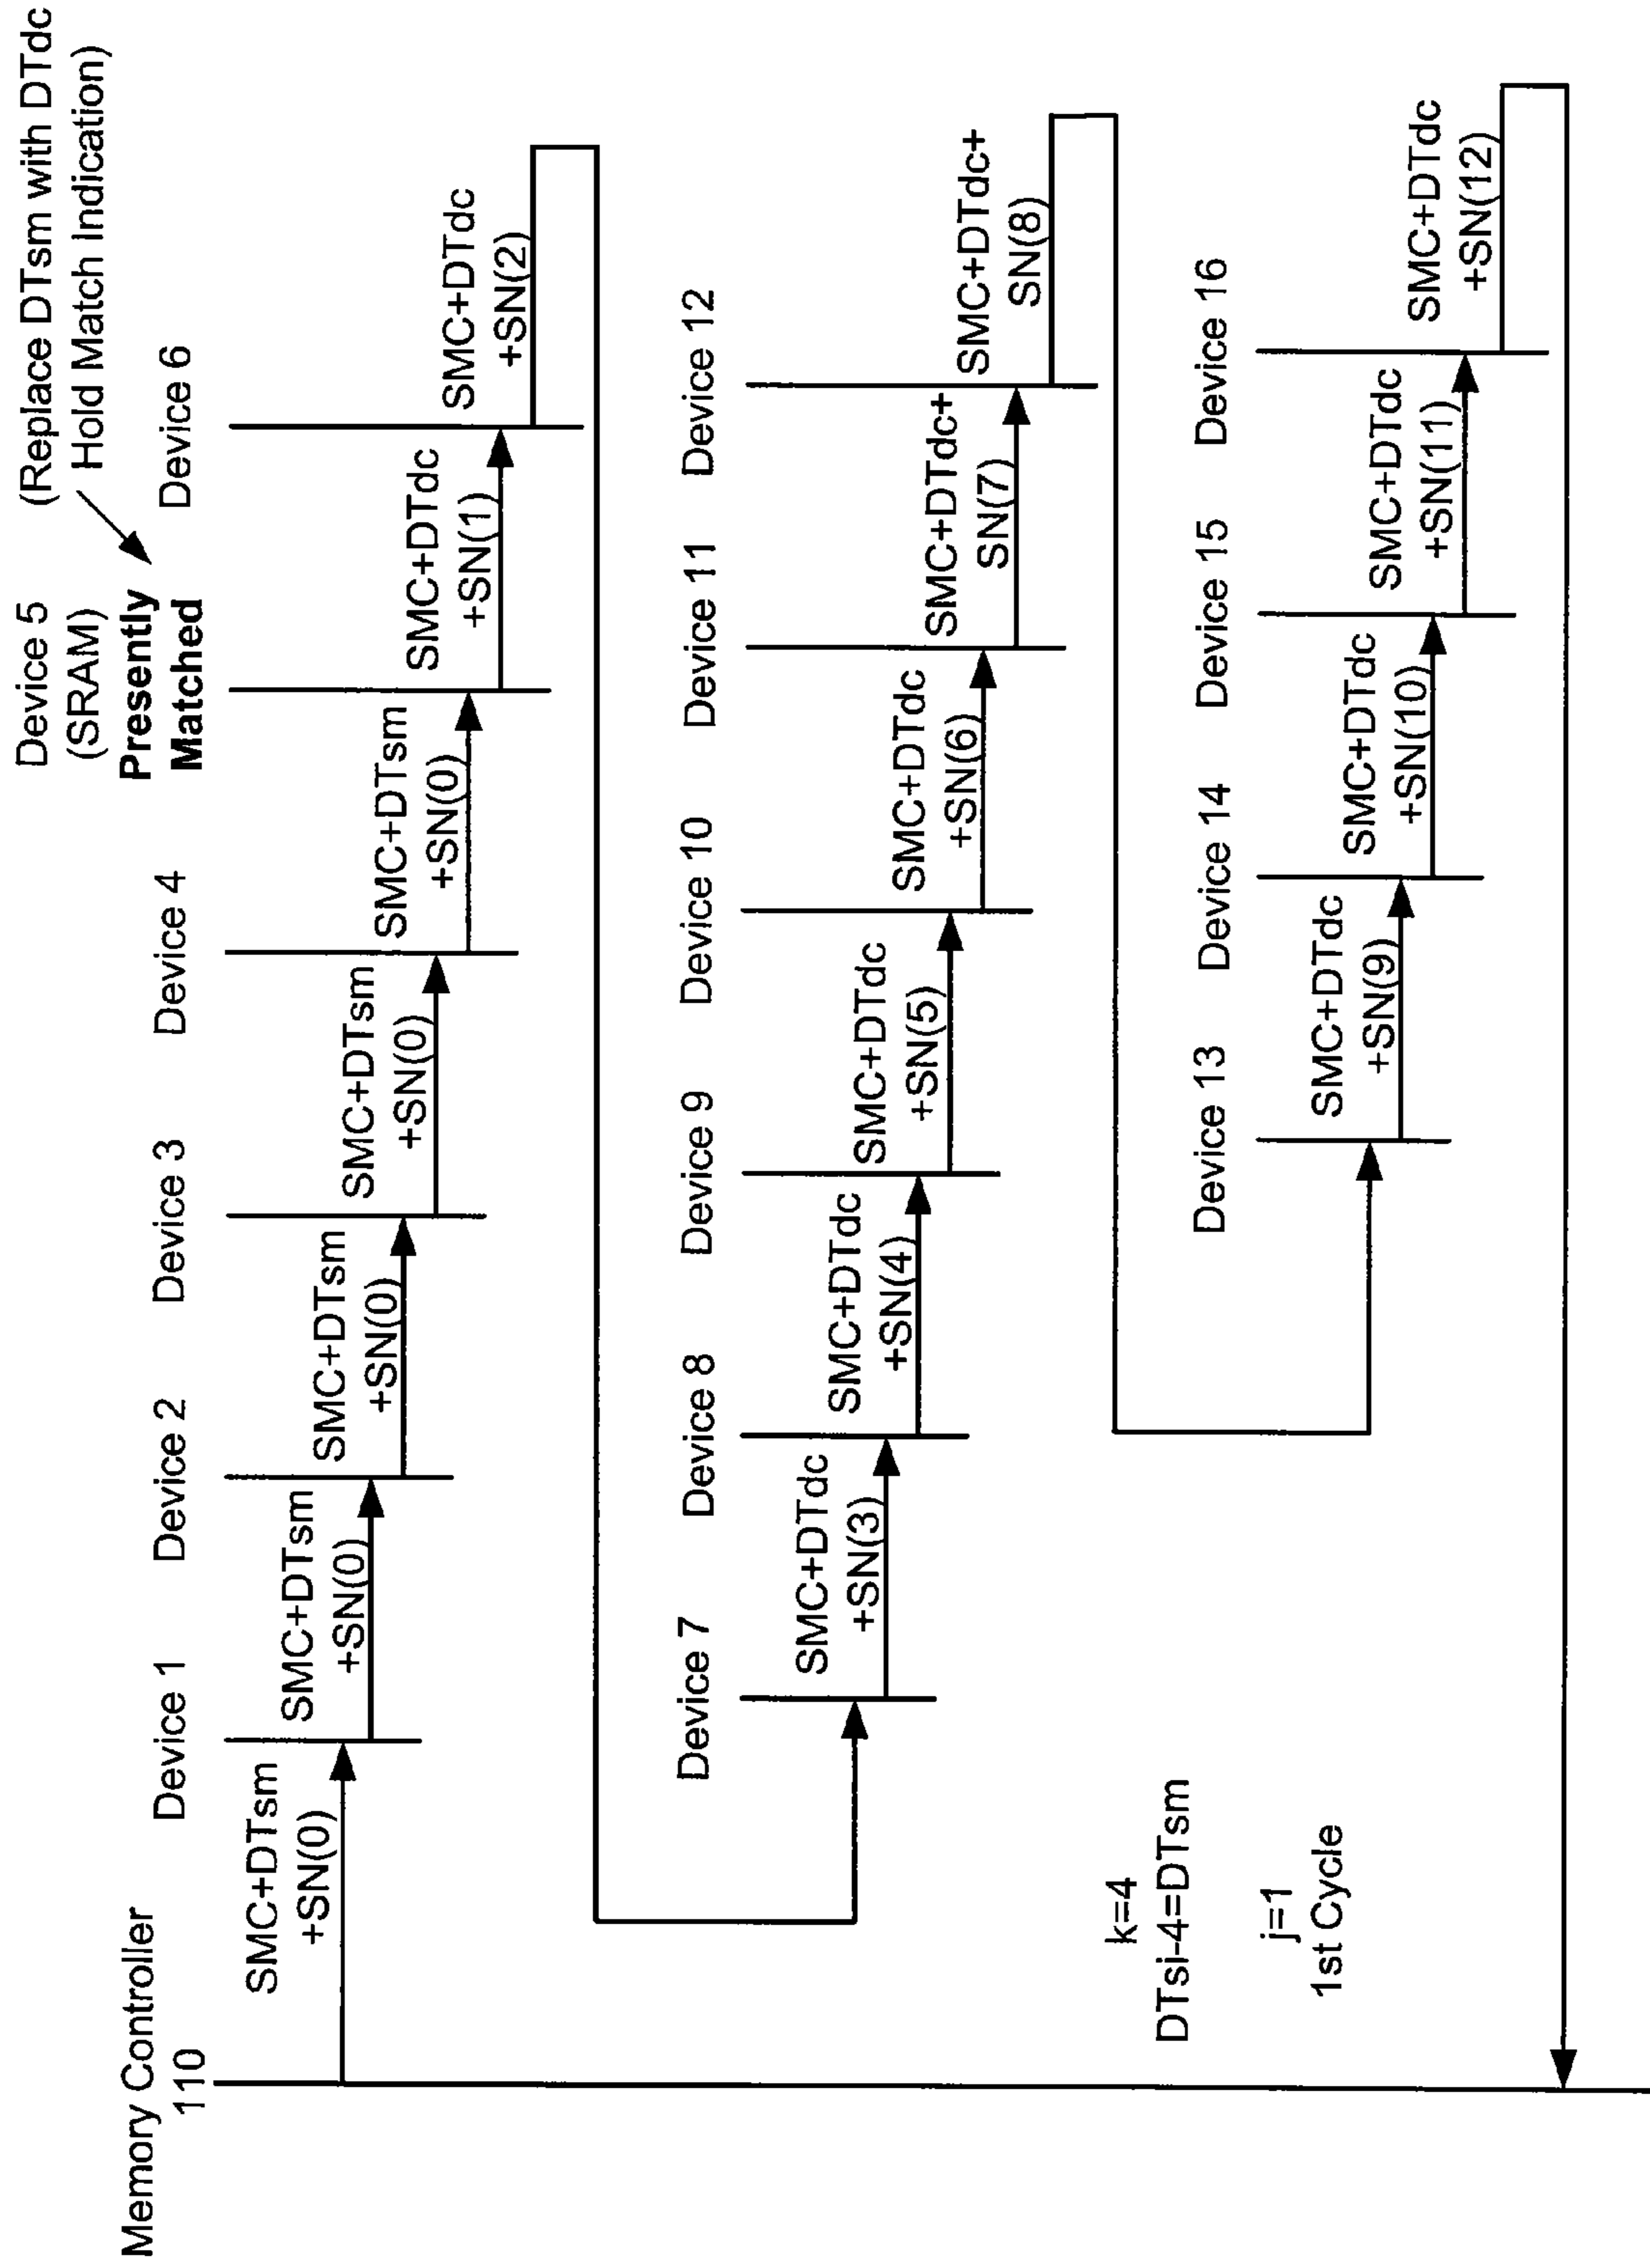 Memory Controller
110
Device 1
Device 2
Device 3
Device 4
Device 5
(SRAM)
Presently
Matched
(Replace DTsm with DTdc
Hold Match Indication)
Device 6
SMC+DTsm
+SN(0)
SMC+DTsm
+SN(0)
SMC+DTsm
+SN(0)
SMC+DTsm
+SN(0)
SMC+DTsm
+SN(0)
SMC+DTdc
+SN(1)
SMC+DTdc
+SN(2)
Device 7
Device 8
Device 9
Device 10
Device 11
Device 12
SMC+DTdc
+SN(3)
SMC+DTdc
+SN(4)
SMC+DTdc
+SN(5)
SMC+DTdc
+SN(6)
SMC+DTdc+
SN(7)
SMC+DTdc+
SN(8)
k=4
DTsi-4=DTsm
j=1
1st Cycle
Device 13
Device 14
Device 15
Device 16
SMC+DTdc
+SN(9)
SMC+DTdc
+SN(10)
SMC+DTdc
+SN(11)
SMC+DTdc
+SN(12)